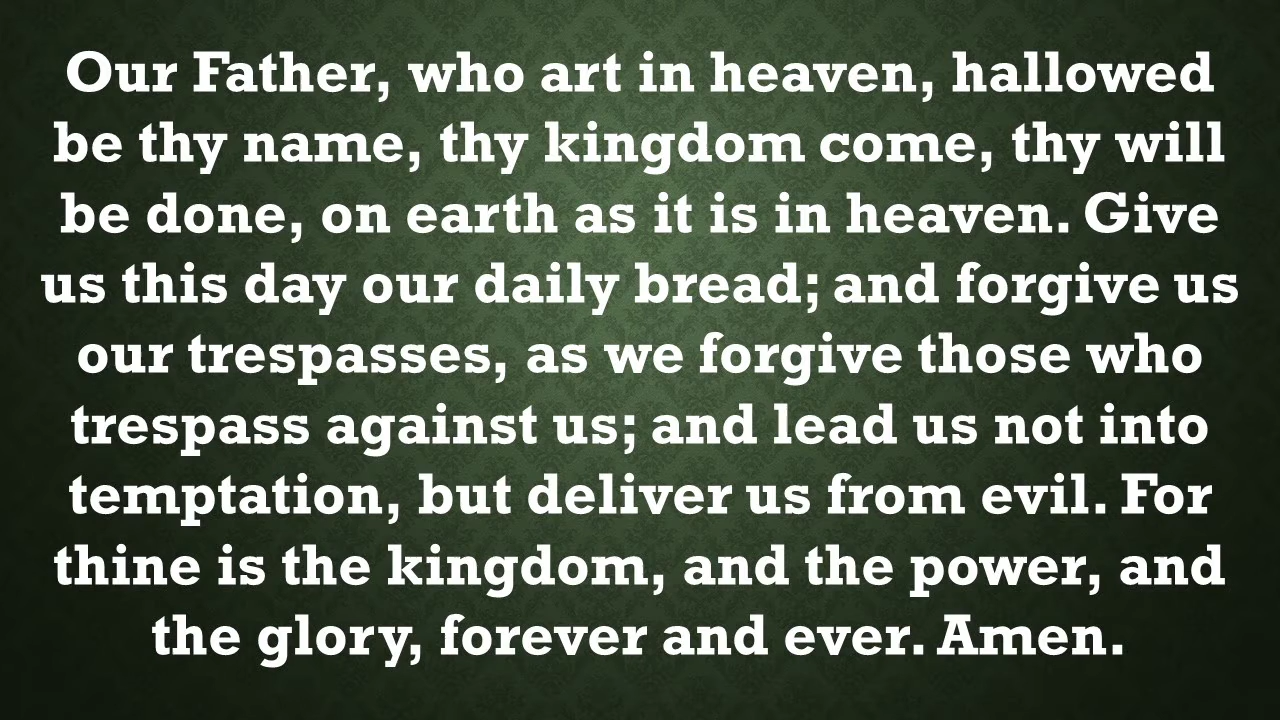 Our Father, who art in heaven, hallowed
be thy name, thy kingdom come, thy will
be done, on earth as it is in heaven. Give
us this day our daily bread; and forgive us
our trespasses, as we forgive those who
trespass against us; and lead us not into
temptation, but deliver us from evil. For
thine is the kingdom, and the power, and
the glory, forever and ever. Amen.